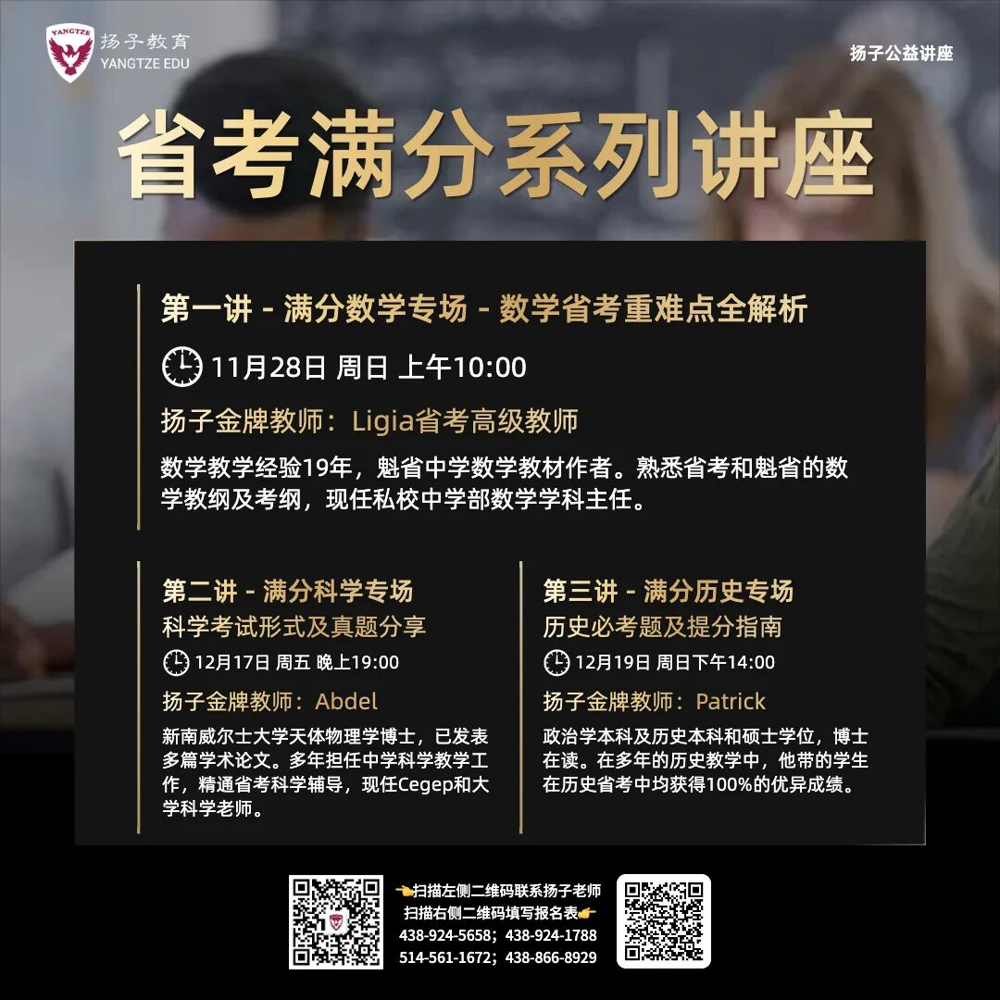 YANGTZE
扬子教育
YANGTZE EDU
扬子公益讲座
省考满分系列讲座
第一讲 - 满分数学专场 - 数学省考重难点全解析
11月28日 周日 上午10:00
扬子金牌教师：Ligia省考高级教师
数学教学经验19年，魁省中学数学教材作者。熟悉省考和魁省的数
学教纲及考纲，现任私校中学部数学学科主任。
第二讲 - 满分科学专场
科学考试形式及真题分享
12月17日 周五 晚上19:00
扬子金牌教师：Abdel
新南威尔士大学天体物理学博士，已发表
多篇学术论文。多年担任中学科学教学工
作，精通省考科学辅导，现任Cegep和大
学科学老师。
第三讲 - 满分历史专场
历史必考题及提分指南
12月19日 周日下午14:00
扬子金牌教师：Patrick
政治学本科及历史本科和硕士学位，博士
在读。在多年的历史教学中，他带的学生
在历史省考中均获得100%的优异成绩。
👈扫描左侧二维码联系扬子老师
扫描右侧二维码填写报名表👉
438-924-5658；438-924-1788
514-561-1672；438-866-8929